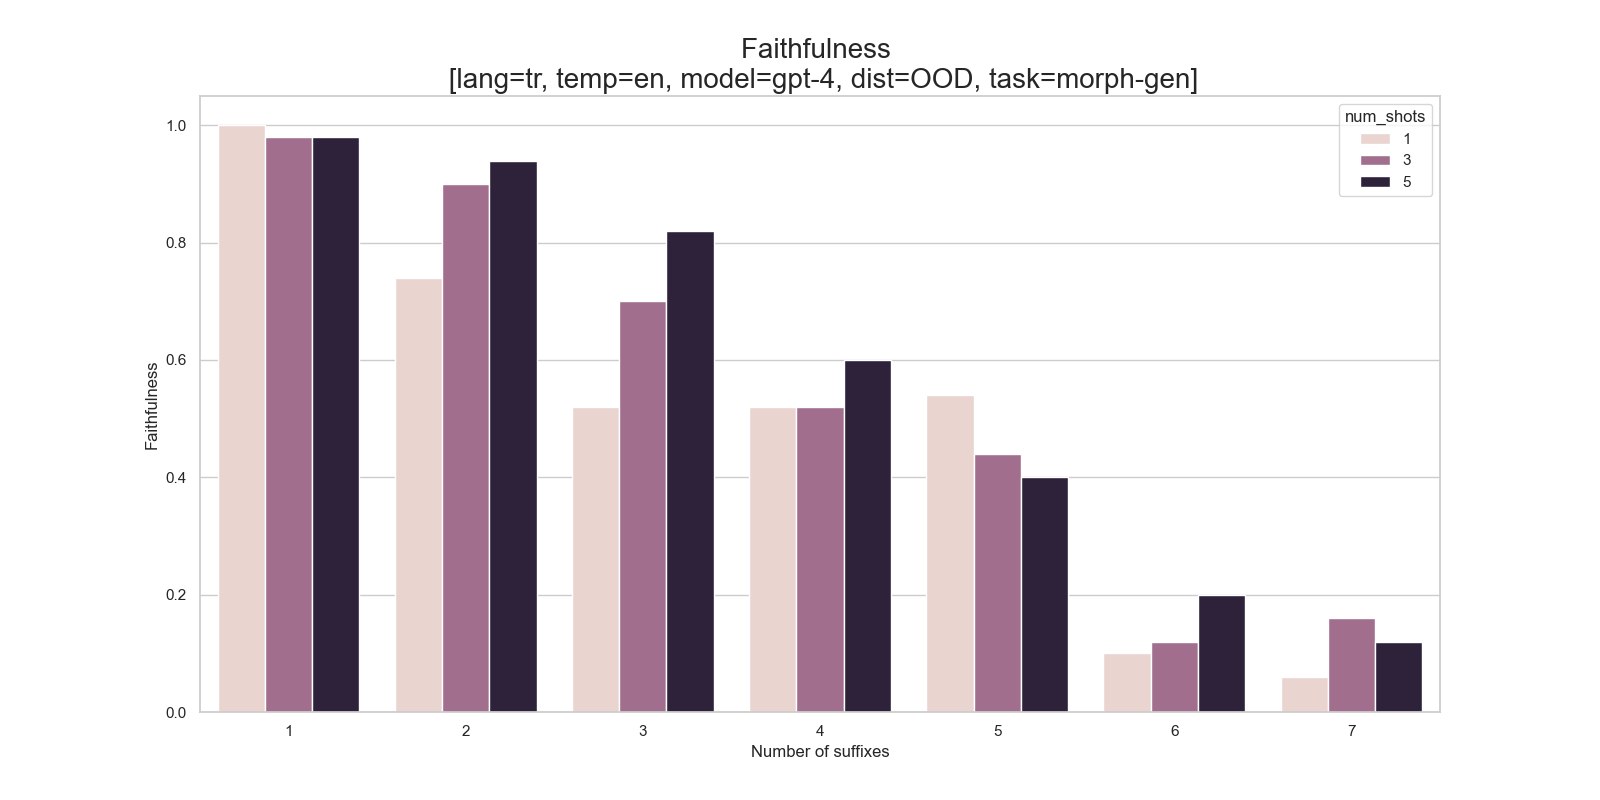 Faithfulness
[lang=tr, temp=en, model=gpt-4, dist=OOD, task=morph-gen]
num_shots
1
3
5
1.0
0.8
0.6
0.4
0.2
0.0
Faithfulness
1 2 3 4 5 6 7
Number of suffixes